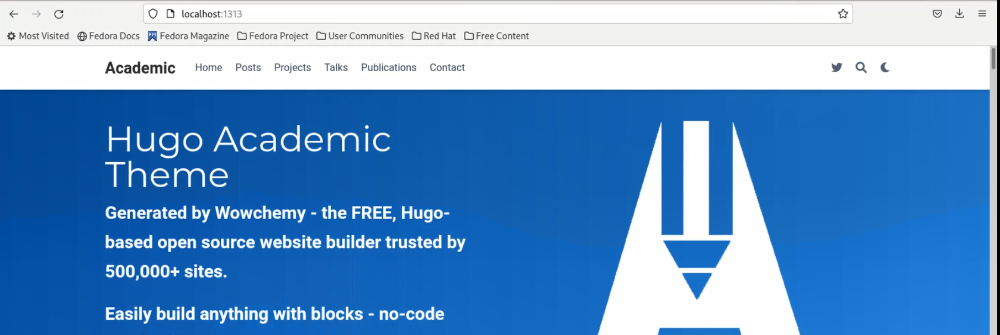 localhost:1313
Most Visited Fedora Docs Fedora Magazine Fedora Project User Communities Red Hat Free Content
Academic Home Posts Projects Talks Publications Contact
Hugo Academic
Theme
Generated by Wowchemy - the FREE, Hugo-
based open source website builder trusted by
500,000+ sites.
Easily build anything with blocks - no-code